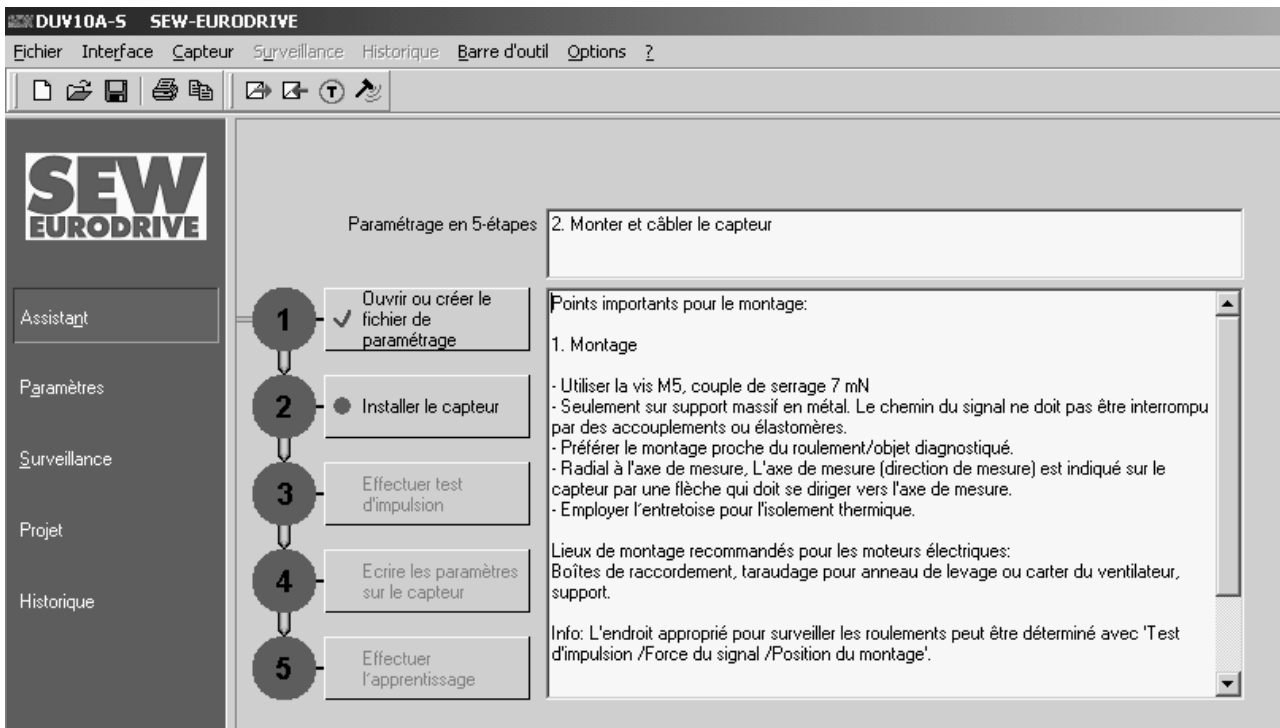 DUV10A-S SEW-EURODRIVE
Fichier Interface Capteur Surveillance Historique Barre d'outil Options ?
T
SEW
EURODRIVE
Paramétrage en 5-étapes
2. Monter et câbler le capteur
Assistant
Paramètres
Surveillance
Projet
Historique
1
Ouvrir ou créer le
fichier de
paramétrage
2
Installer le capteur
3
Effectuer test
d'impulsion
4
Ecrire les paramètres
sur le capteur
5
Effectuer
l'apprentissage
Points importants pour le montage:
1. Montage
- Utiliser la vis M5, couple de serrage 7 mN
- Seulement sur support massif en métal. Le chemin du signal ne doit pas être interrompu
par des accouplements ou élastomères.
- Préférer le montage proche du roulement/objet diagnostiqué.
- Radial à l'axe de mesure, L'axe de mesure (direction de mesure) est indiqué sur le
capteur par une flèche qui doit se diriger vers l'axe de mesure.
- Employer l´entretoise pour l'isolement thermique.
Lieux de montage recommandés pour les moteurs électriques:
Boîtes de raccordement, taraudage pour anneau de levage ou carter du ventilateur,
support.
Info: L'endroit approprié pour surveiller les roulements peut être déterminé avec 'Test
d'impulsion /Force du signal /Position du montage'.